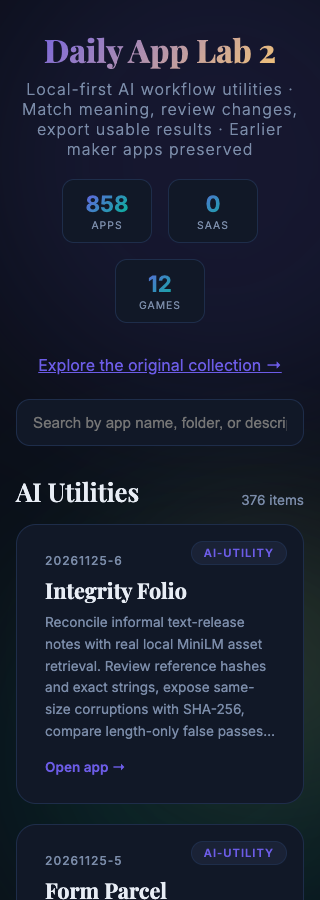 Daily App Lab 2
Local-first AI workflow utilities ·
Match meaning, review changes,
export usable results · Earlier
maker apps preserved
858
APPS
0
SAAS
12
GAMES
Explore the original collection →
Search by app name, folder, or descri
AI Utilities
376 items
20261125-6
AI-UTILITY
Integrity Folio
Reconcile informal text-release
notes with real local MiniLM asset
retrieval. Review reference hashes
and exact strings, expose same-
size corruptions with SHA-256,
compare length-only false passes...
Open app →
20261125-5
AI-UTILITY
Form Parcel